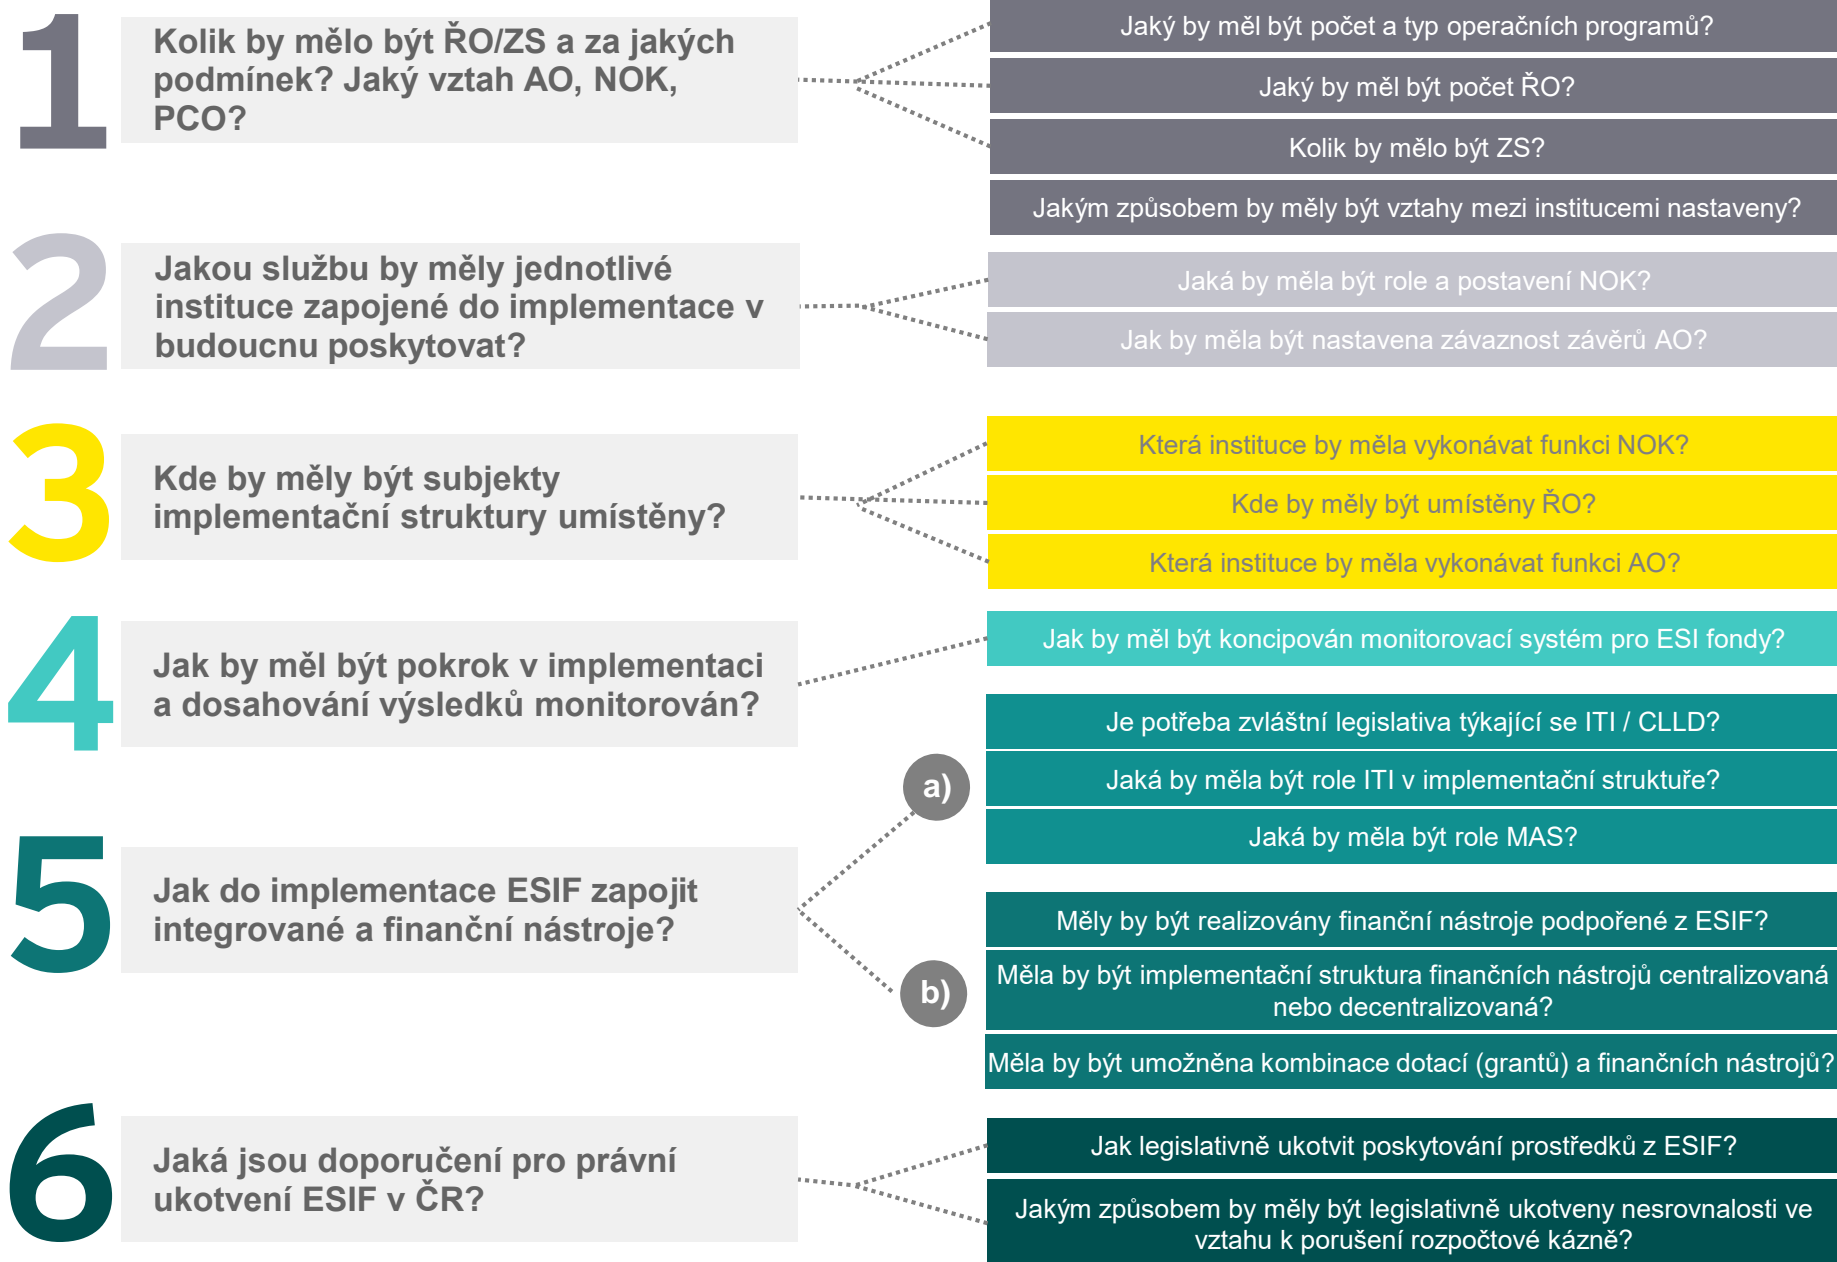 1
Kolik by mělo být ŘO/ZS a za jakých
podmínek? Jaký vztah AO, NOK,
PCO?
Jaký by měl být počet a typ operačních programů?
Jaký by měl být počet ŘO?
Kolik by mělo být ZS?
Jakým způsobem by měly být vztahy mezi institucemi nastaveny?
2
Jakou službu by měly jednotlivé
instituce zapojené do implementace v
budoucnu poskytovat?
Jaká by měla být role a postavení NOK?
Jak by měla být nastavena závaznost závěrů AO?
3
Kde by měly být subjekty
implementační struktury umístěny?
Která instituce by měla vykonávat funkci NOK?
Kde by měly být umístěny ŘO?
Která instituce by měla vykonávat funkci AO?
4
Jak by měl být pokrok v implementaci
a dosahování výsledků monitorován?
Jak by měl být koncipován monitorovací systém pro ESI fondy?
5
Jak do implementace ESIF zapojit
integrované a finanční nástroje?
a)
Je potřeba zvláštní legislativa týkající se ITI / CLLD?
Jaká by měla být role ITI v implementační struktuře?
Jaká by měla být role MAS?
b)
Měly by být realizovány finanční nástroje podpořené z ESIF?
Měla by být implementační struktura finančních nástrojů centralizovaná
nebo decentralizovaná?
Měla by být umožněna kombinace dotací (grantů) a finančních nástrojů?
6
Jaká jsou doporučení pro právní
ukotvení ESIF v ČR?
Jak legislativně ukotvit poskytování prostředků z ESIF?
Jakým způsobem by měly být legislativně ukotveny nesrovnalosti ve
vztahu k porušení rozpočtové kázně?